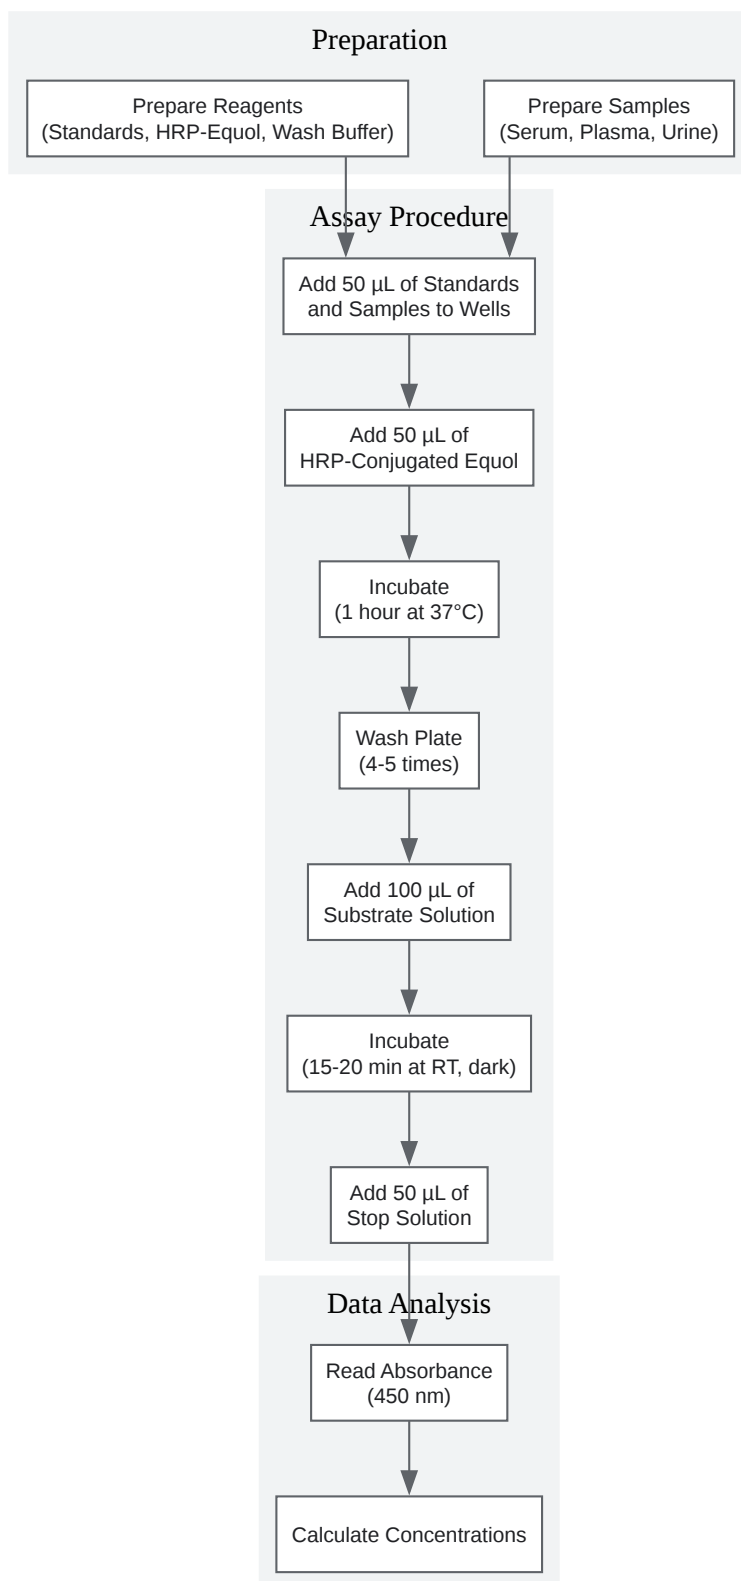 Preparation
Prepare Reagents
(Standards, HRP-Equol, Wash Buffer)
Prepare Samples
(Serum, Plasma, Urine)
Assay Procedure
Add 50 µL of Standards
and Samples to Wells
Add 50 µL of
HRP-Conjugated Equol
Incubate
(1 hour at 37°C)
Wash Plate
(4-5 times)
Add 100 µL of
Substrate Solution
Incubate
(15-20 min at RT, dark)
Add 50 µL of
Stop Solution
Data Analysis
Read Absorbance
(450 nm)
Calculate Concentrations